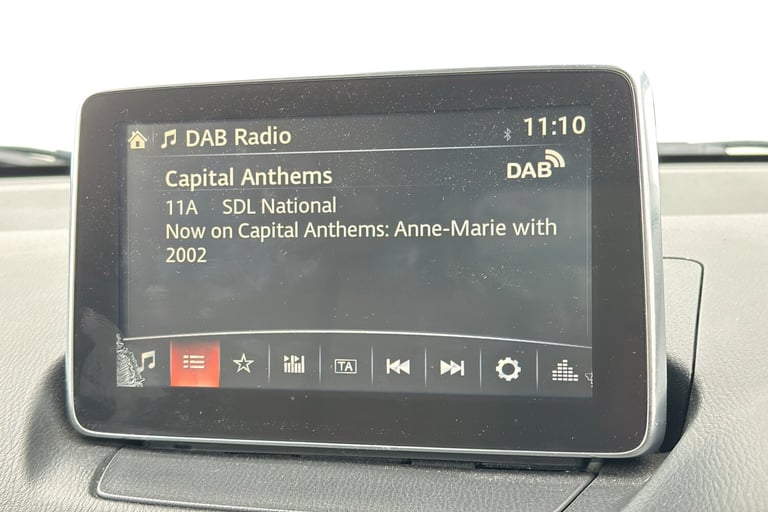 DAB Radio 11:10
Capital Anthems DAB
11A SDL National
Now on Capital Anthems: Anne-Marie with
2002
TA